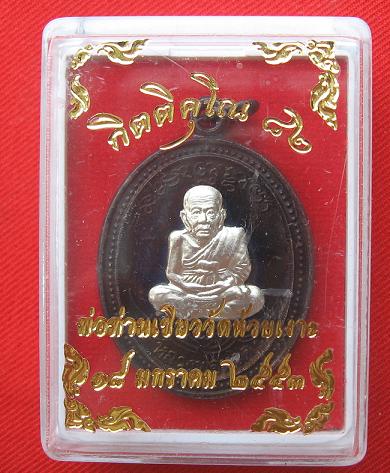 กิตติคุโณ ๘
พ่อท่านเขียววัดห้วยเงาะ
๑๘ มกราคม ๒๕๕๓